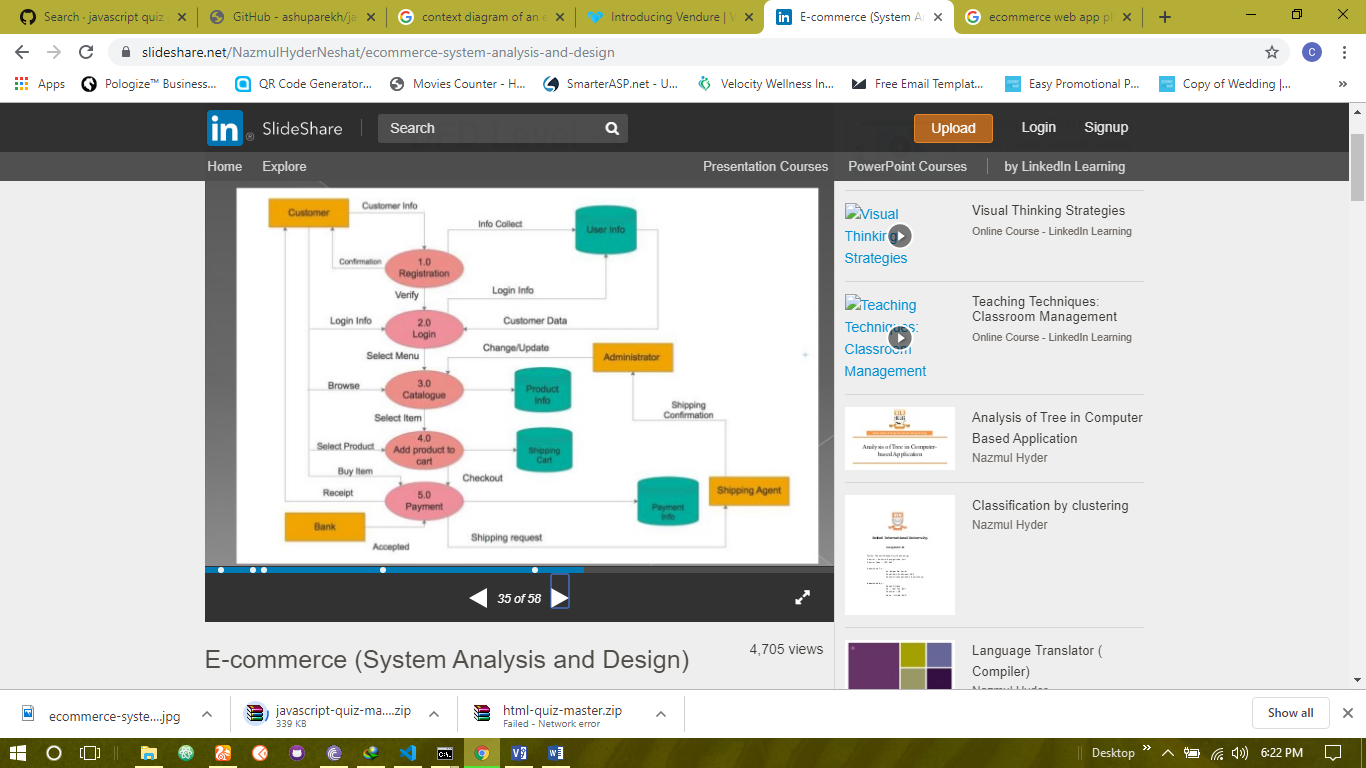 Search · javascript quiz
GitHub - ashuparekh/ja
context diagram of an e
Introducing Vendure | V
E-commerce (System A
ecommerce web app pl
slideshare.net/NazmulHyderNeshat/ecommerce-system-analysis-and-design
C
Apps
Pologize™ Business...
QR Code Generator...
Movies Counter - H...
SmarterASP.net - U...
Velocity Wellness In...
Free Email Templat...
Easy Promotional P...
Copy of Wedding |...
in SlideShare
Search
Upload
Login
Signup
Home
Explore
Presentation Courses
PowerPoint Courses
by LinkedIn Learning
Customer
Customer Info
Info Collect
User Info
Confirmation
1.0
Registration
Verify
Login Info
Login Info
2.0
Login
Customer Data
Select Menu
Change/Update
Administrator
Browse
3.0
Catalogue
Product
Info
Select Item
Shipping
Confirmation
Select Product
4.0
Add product to
cart
Shipping
Cart
Buy Item
Checkout
Receipt
5.0
Payment
Payment
Info
Shipping Agent
Bank
Accepted
Shipping request
35 of 58
E-commerce (System Analysis and Design)
4,705 views
Visual
Thinking
Strategies
Visual Thinking Strategies
Online Course - LinkedIn Learning
Teaching
Techniques:
Classroom
Management
Teaching Techniques:
Classroom Management
Online Course - LinkedIn Learning
Analysis of Tree in Computer-
based Application
Analysis of Tree in Computer
Based Application
Nazmul Hyder
Classification by clustering
Nazmul Hyder
Language Translator (
Compiler)
Nazmul Hyder
ecommerce-syste....jpg
javascript-quiz-ma....zip
339 KB
html-quiz-master.zip
Failed - Network error
Show all
Desktop
6:22 PM